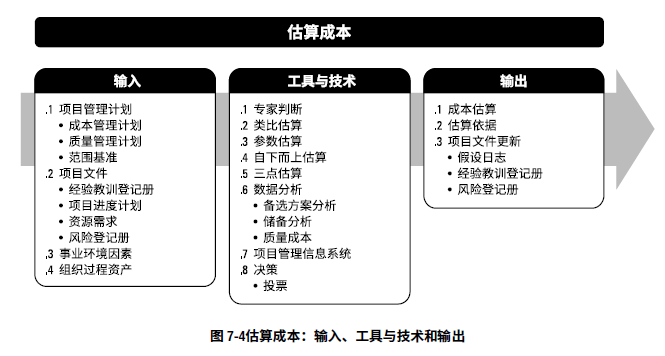 估算成本
输入
.1 项目管理计划
• 成本管理计划
• 质量管理计划
• 范围基准
.2 项目文件
• 经验教训登记册
• 项目进度计划
• 资源需求
• 风险登记册
.3 事业环境因素
.4 组织过程资产
工具与技术
.1 专家判断
.2 类比估算
.3 参数估算
.4 自下而上估算
.5 三点估算
.6 数据分析
• 备选方案分析
• 储备分析
• 质量成本
.7 项目管理信息系统
.8 决策
• 投票
输出
.1 成本估算
.2 估算依据
.3 项目文件更新
• 假设日志
• 经验教训登记册
• 风险登记册
图 7-4估算成本：输入、工具与技术和输出